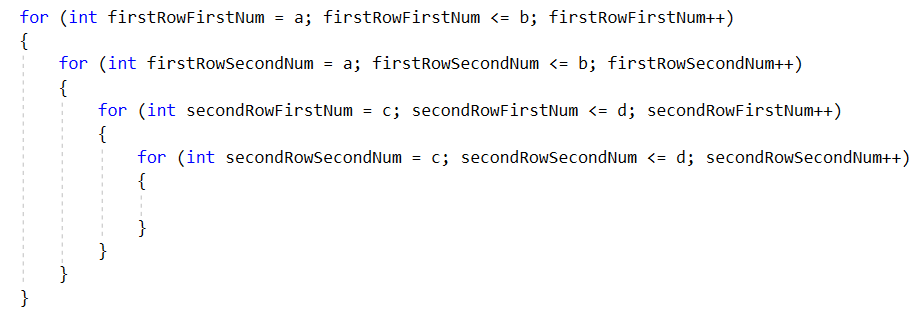 for (int firstRowFirstNum = a; firstRowFirstNum <= b; firstRowFirstNum++)
{
    for (int firstRowSecondNum = a; firstRowSecondNum <= b; firstRowSecondNum++)
    {
        for (int secondRowFirstNum = c; secondRowFirstNum <= d; secondRowFirstNum++)
        {
            for (int secondRowSecondNum = c; secondRowSecondNum <= d; secondRowSecondNum++)
            {

            }
        }
    }
}